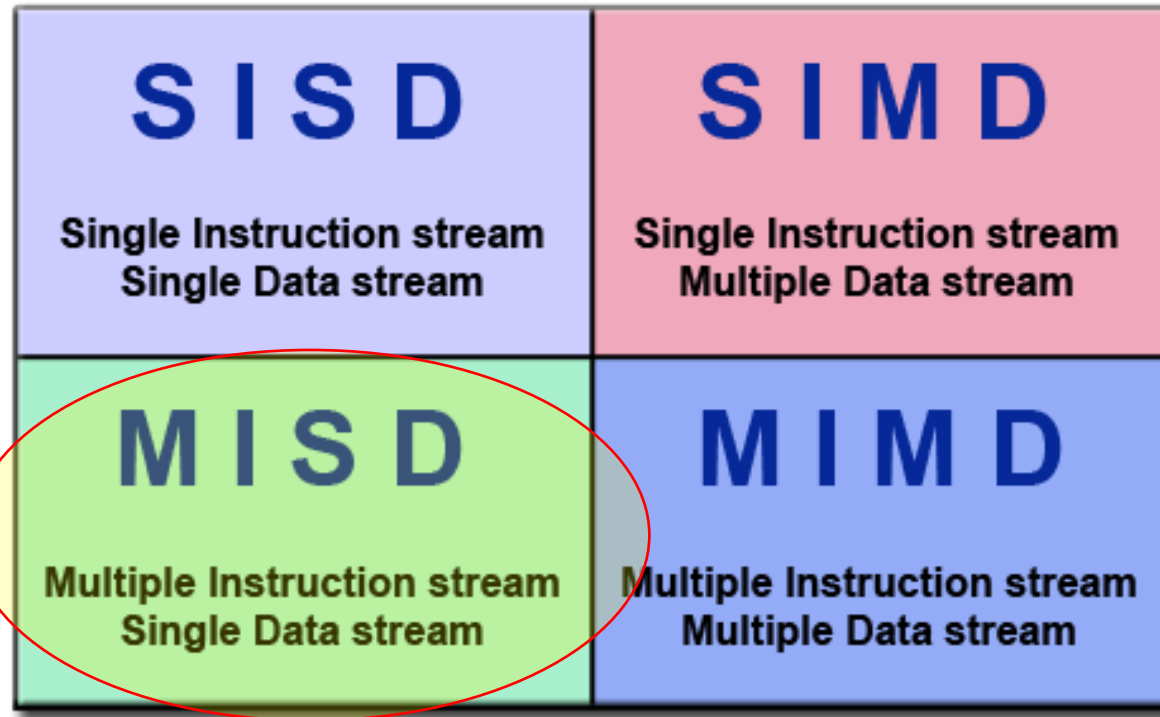 S I S D
Single Instruction stream
Single Data stream
S I M D
Single Instruction stream
Multiple Data stream
M I S D
Multiple Instruction stream
Single Data stream
M I M D
Multiple Instruction stream
Multiple Data stream